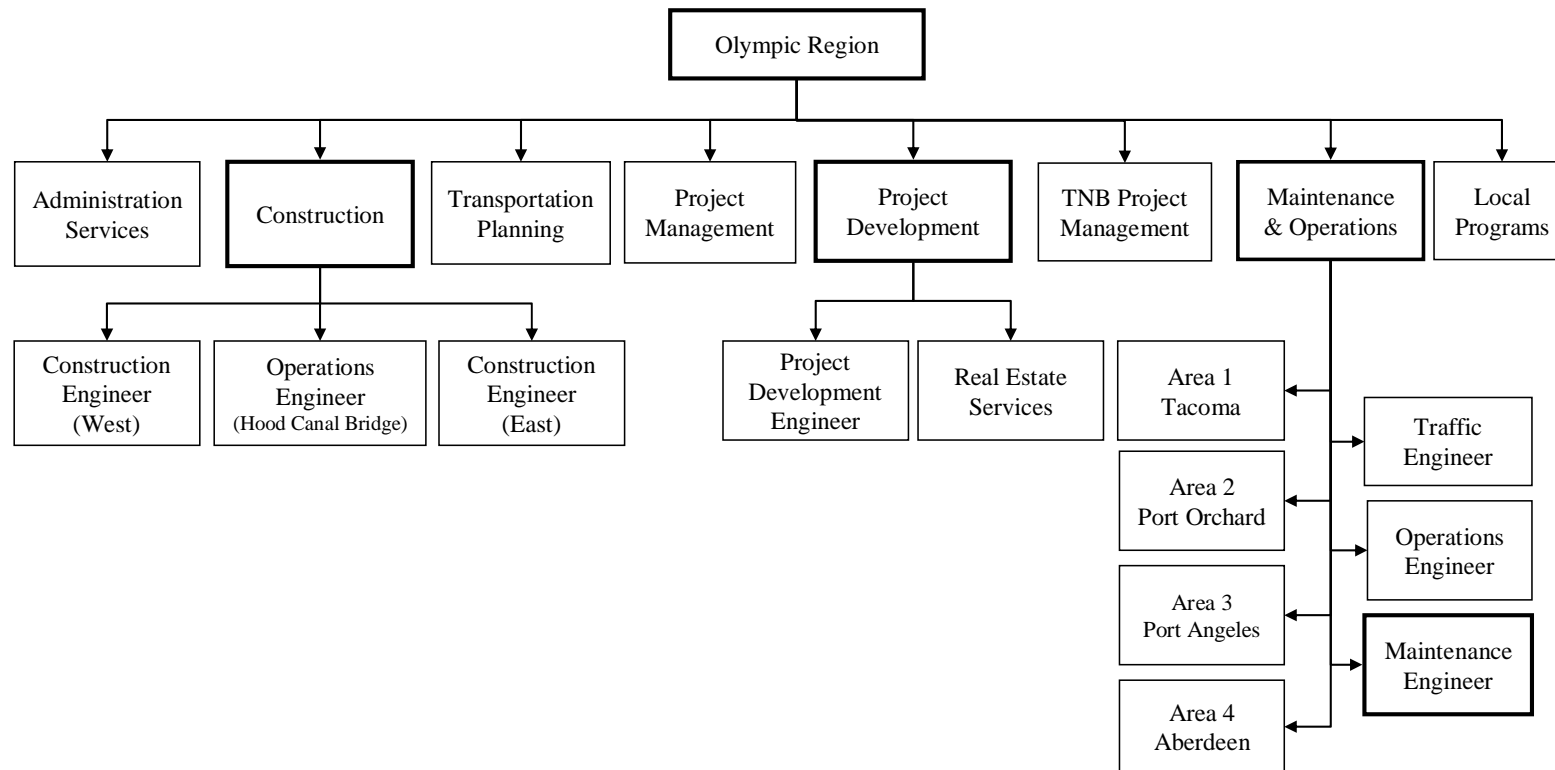 Olympic Region
Administration
Services
Construction
Transportation
Planning
Project
Management
Project
Development
TNB Project
Management
Maintenance
& Operations
Local
Programs
Construction
Engineer
(West)
Operations
Engineer
(Hood Canal Bridge)
Construction
Engineer
(East)
Project
Development
Engineer
Real Estate
Services
Area 1
Tacoma
Traffic
Engineer
Area 2
Port Orchard
Operations
Engineer
Area 3
Port Angeles
Maintenance
Engineer
Area 4
Aberdeen